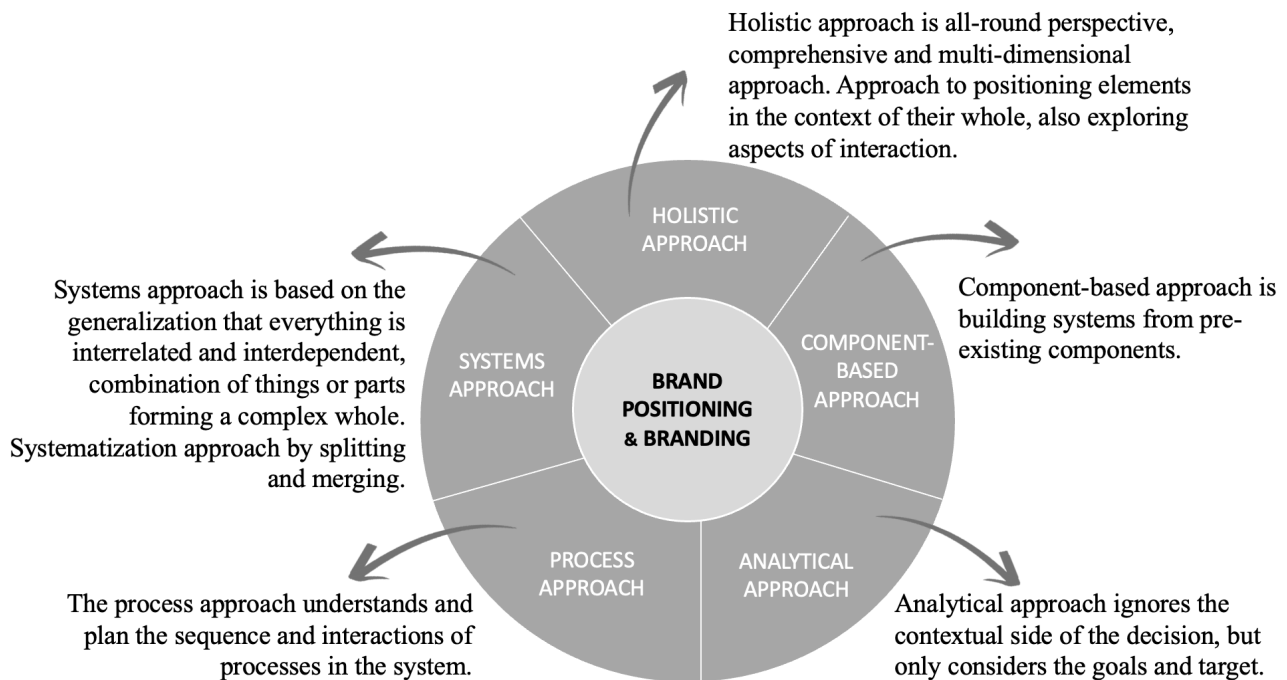 Holistic approach is all-round perspective,
comprehensive and multi-dimensional
approach. Approach to positioning elements
in the context of their whole, also exploring
aspects of interaction.
HOLISTIC
APPROACH
Systems approach is based on the
generalization that everything is
interrelated and interdependent,
combination of things or parts
forming a complex whole.
Systematization approach by splitting
and merging.
SYSTEMS
APPROACH
BRAND
POSITIONING
& BRANDING
COMPONENT-
BASED
APPROACH
Component-based approach is
building systems from pre-
existing components.
PROCESS
APPROACH
ANALYTICAL
APPROACH
The process approach understands and
plan the sequence and interactions of
processes in the system.
Analytical approach ignores the
contextual side of the decision, but
only considers the goals and target.